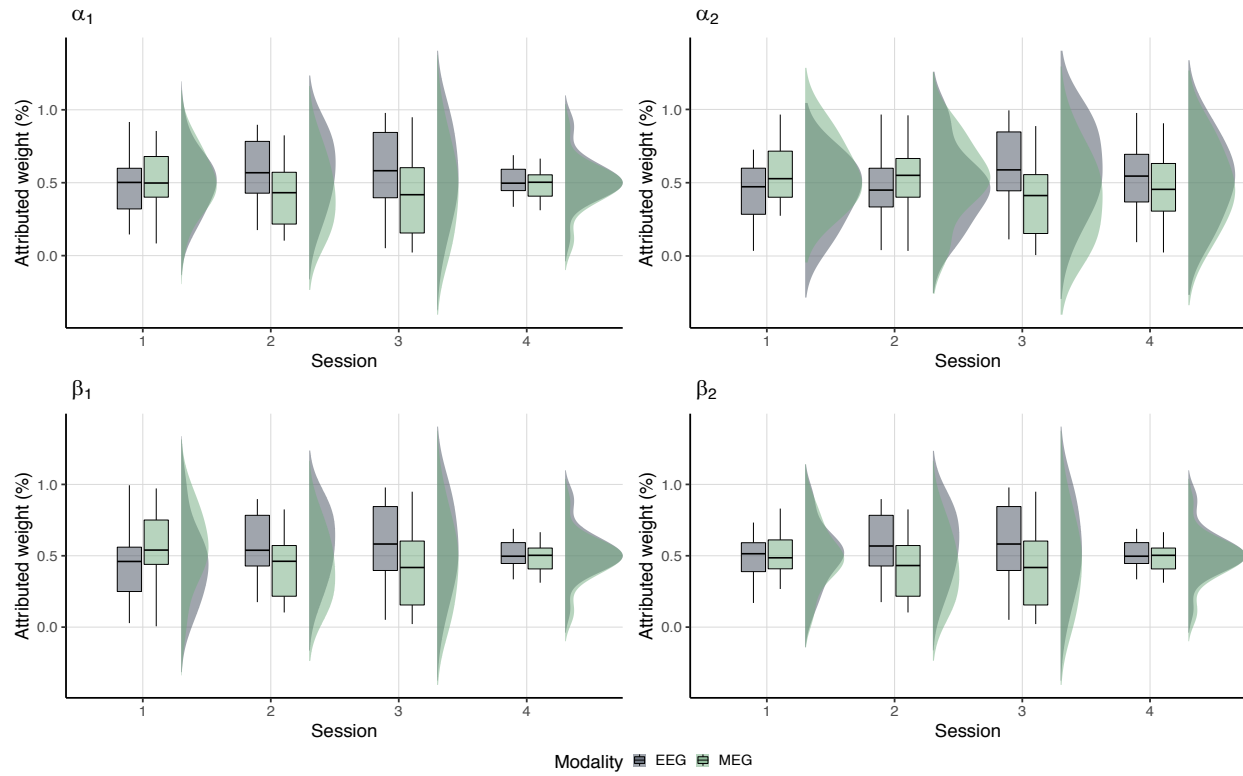 α1
α2
Attributed weight (%)
1.0
0.5
0.0
1 2 3 4
Session
Attributed weight (%)
1.0
0.5
0.0
1 2 3 4
Session
β1
β2
Attributed weight (%)
1.0
0.5
0.0
1 2 3 4
Session
Attributed weight (%)
1.0
0.5
0.0
1 2 3 4
Session
Modality EEG MEG